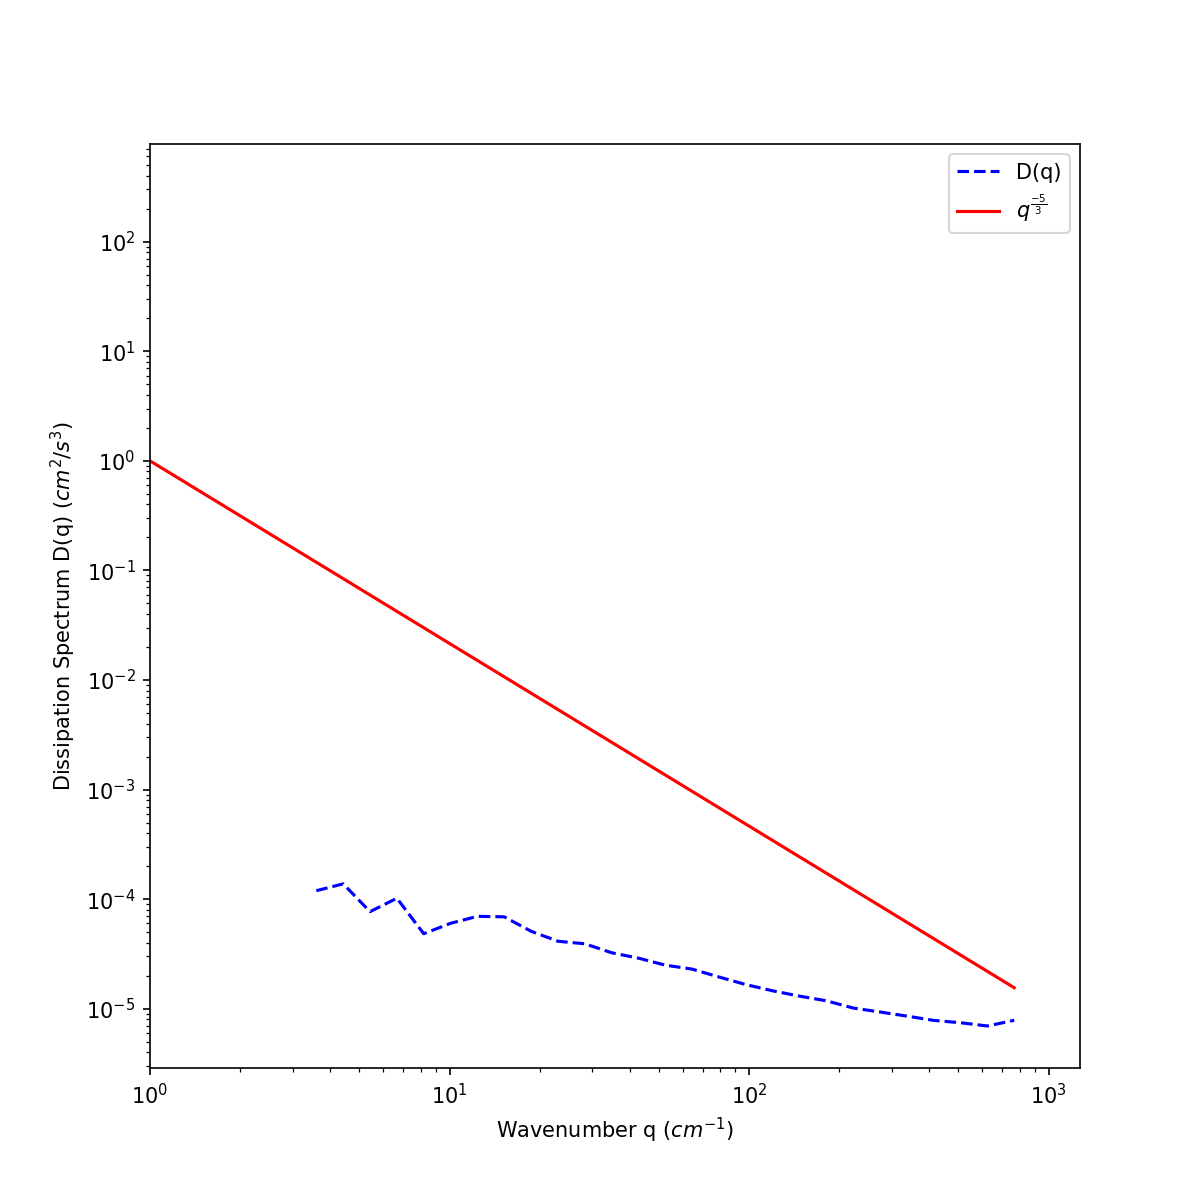 D(q)
$q^{\frac{-5}{3}}$
$10^2$
$10^1$
$10^0$
$10^{-1}$
$10^{-2}$
$10^{-3}$
$10^{-4}$
$10^{-5}$
Dissipation Spectrum D(q) ($cm^2/s^3$)
$10^0$ $10^1$ $10^2$ $10^3$
Wavenumber q ($cm^{-1}$)